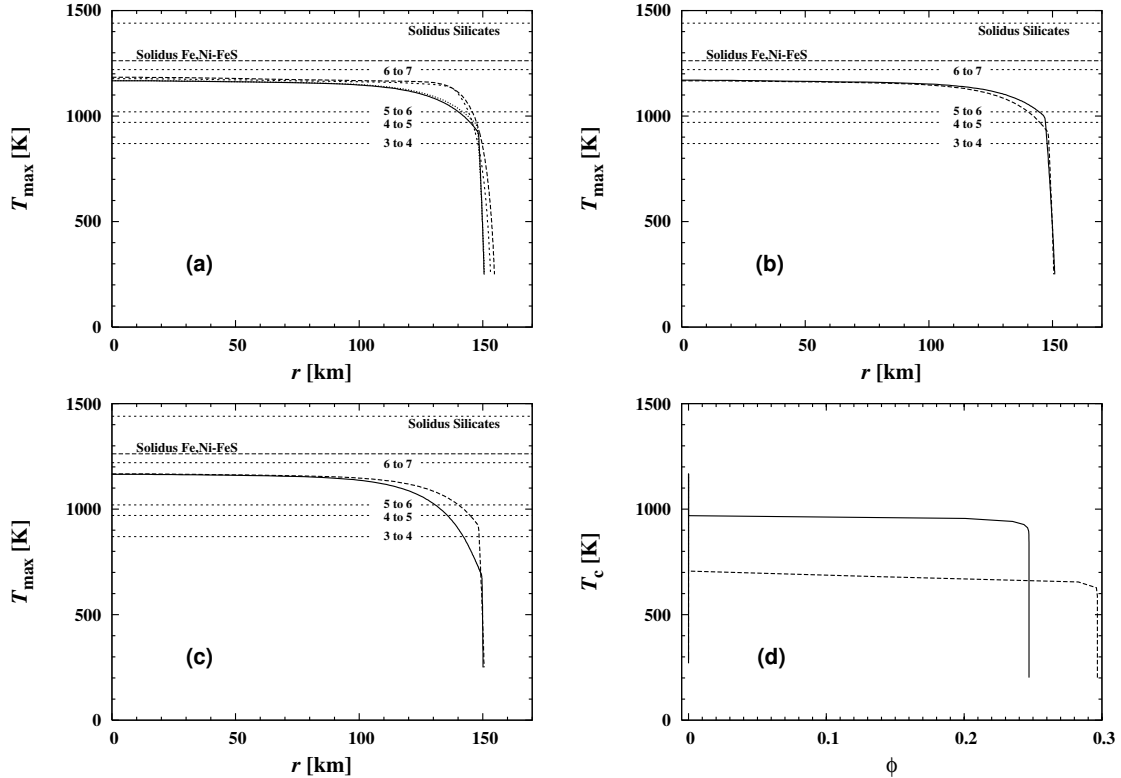 1500
1000
500
0
T_max [K]
Solidus Silicates
Solidus Fe,Ni-FeS
6 to 7
5 to 6
4 to 5
3 to 4
(a)
0 50 100 150
r [km]
1500
1000
500
0
T_max [K]
Solidus Silicates
Solidus Fe,Ni-FeS
6 to 7
5 to 6
4 to 5
3 to 4
(b)
0 50 100 150
r [km]
1500
1000
500
0
T_max [K]
Solidus Silicates
Solidus Fe,Ni-FeS
6 to 7
5 to 6
4 to 5
3 to 4
(c)
0 50 100 150
r [km]
1500
1000
500
0
T_c [K]
(d)
0 0.1 0.2 0.3
ϕ